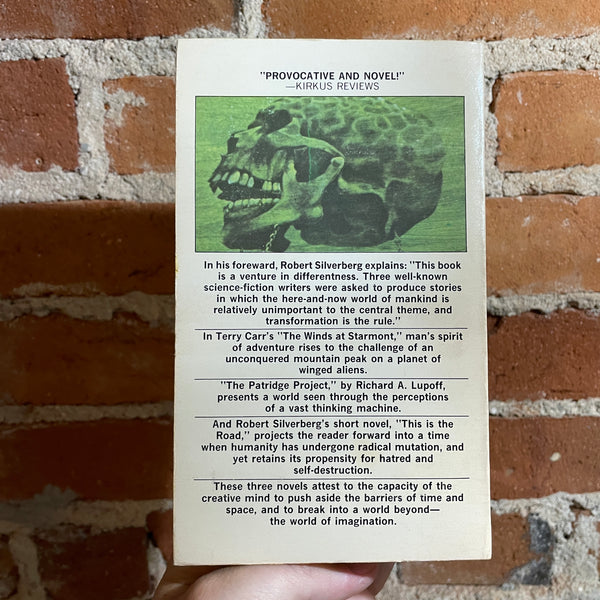 "PROVOCATIVE AND NOVEL!"
—KIRKUS REVIEWS
In his foreward, Robert Silverberg explains: "This book
is a venture in differentness. Three well-known
science-fiction writers were asked to produce stories
in which the here-and-now world of mankind is
relatively unimportant to the central theme, and
transformation is the rule."
In Terry Carr's "The Winds at Starmont," man's spirit
of adventure rises to the challenge of an
unconquered mountain peak on a planet of
winged aliens.
"The Patridge Project," by Richard A. Lupoff,
presents a world seen through the perceptions
of a vast thinking machine.
And Robert Silverberg's short novel, "This is the
Road," projects the reader forward into a time
when humanity has undergone radical mutation, and
yet retains its propensity for hatred and
self-destruction.
These three novels attest to the capacity of the
creative mind to push aside the barriers of time and
space, and to break into a world beyond—
the world of imagination.